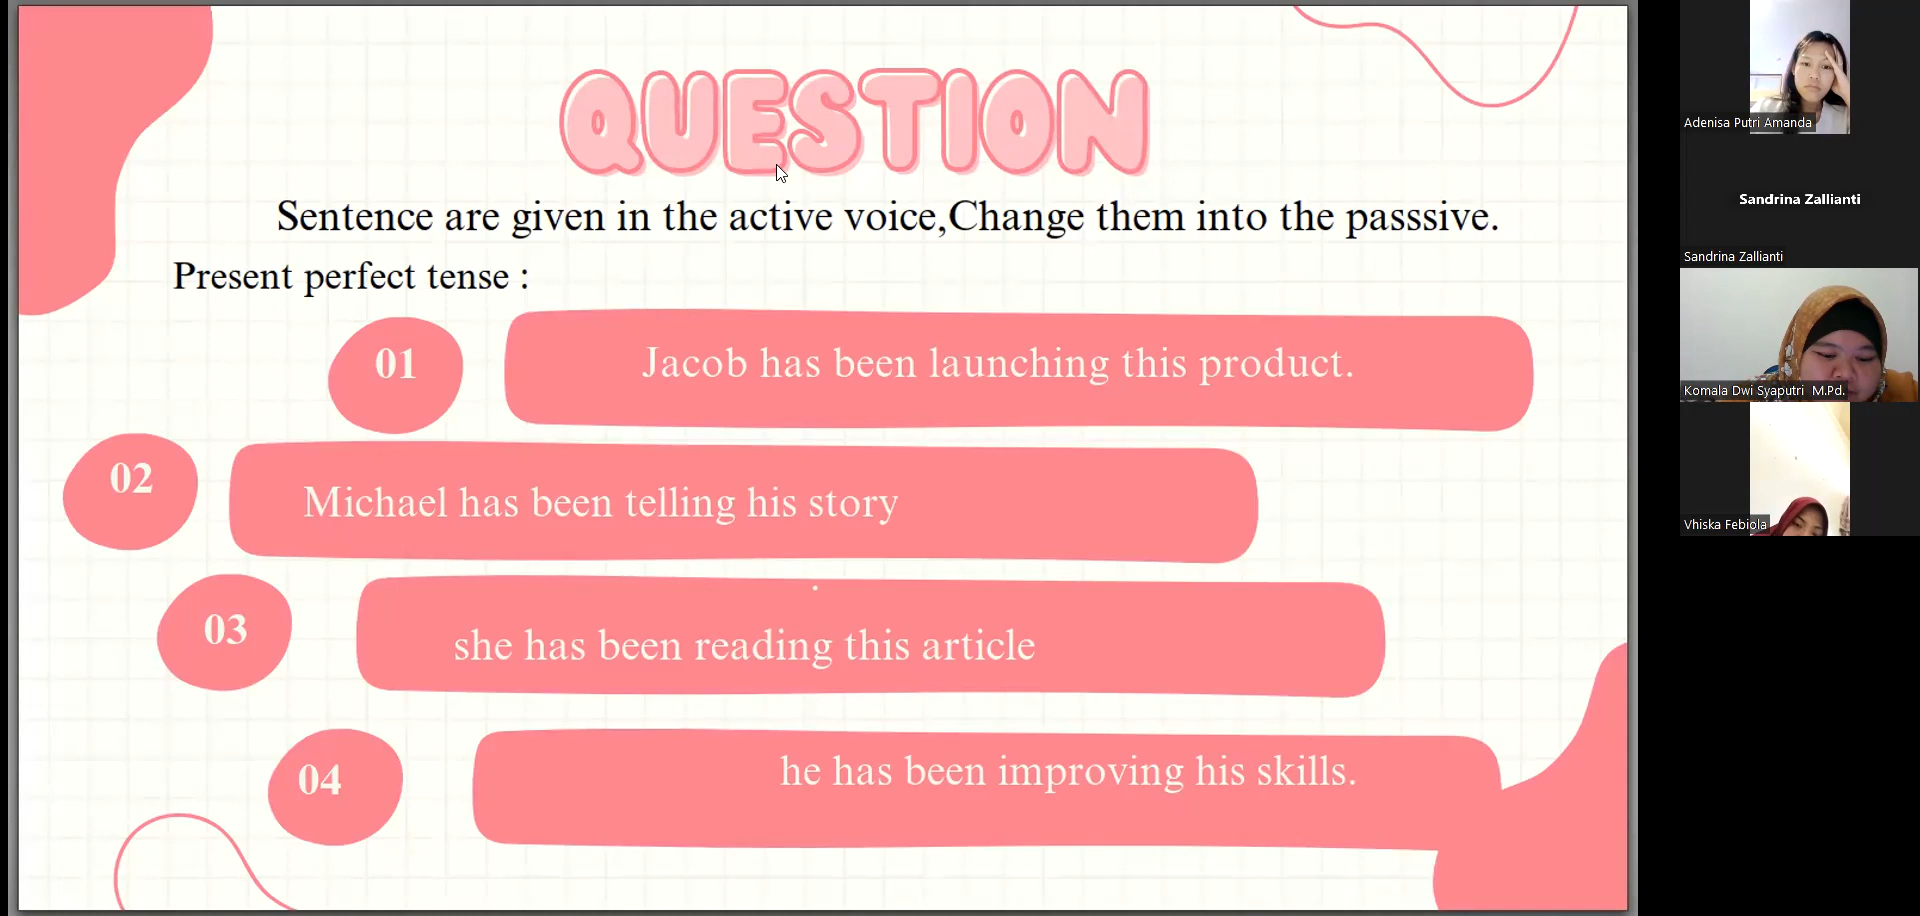 QUESTION
Sentence are given in the active voice,Change them into the passsive.
Present perfect tense :
01
Jacob has been launching this product.
02
Michael has been telling his story
.
03
she has been reading this article
04
he has been improving his skills.
Adenisa Putri Amanda
Sandrina Zallianti
Sandrina Zallianti
Komala Dwi Syaputri M.Pd.
Vhiska Febiola